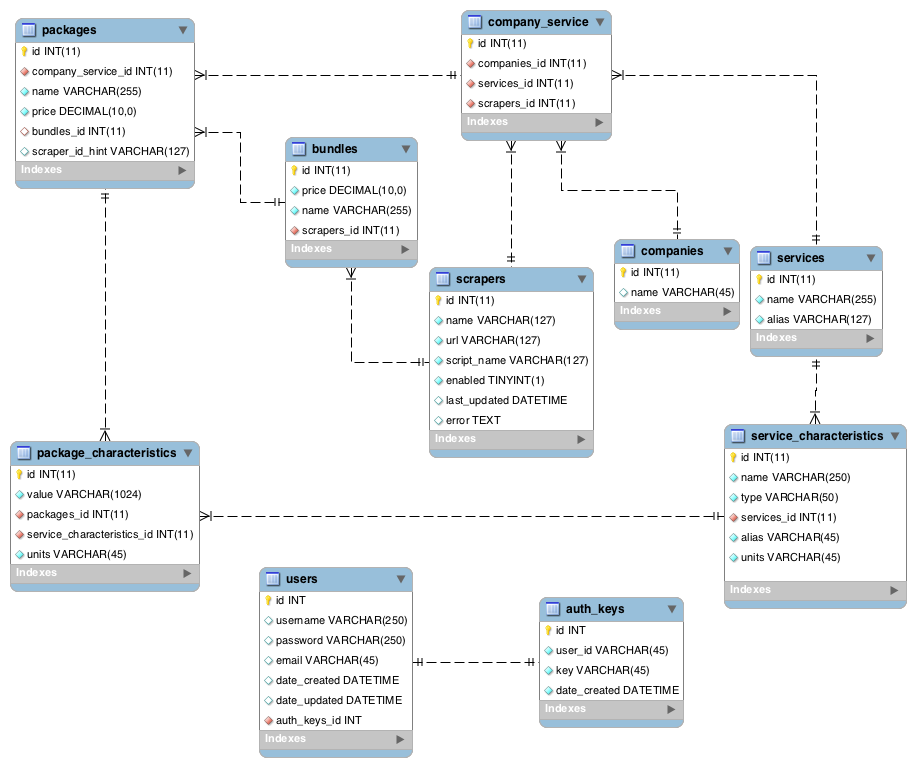 packages
id INT(11)
company_service_id INT(11)
name VARCHAR(255)
price DECIMAL(10,0)
bundles_id INT(11)
scraper_id_hint VARCHAR(127)
Indexes
company_service
id INT(11)
companies_id INT(11)
services_id INT(11)
scrapers_id INT(11)
Indexes
bundles
id INT(11)
price DECIMAL(10,0)
name VARCHAR(255)
scrapers_id INT(11)
Indexes
scrapers
id INT(11)
name VARCHAR(127)
url VARCHAR(127)
script_name VARCHAR(127)
enabled TINYINT(1)
last_updated DATETIME
error TEXT
Indexes
companies
id INT(11)
name VARCHAR(45)
Indexes
services
id INT(11)
name VARCHAR(255)
alias VARCHAR(127)
Indexes
package_characteristics
id INT(11)
value VARCHAR(1024)
packages_id INT(11)
service_characteristics_id INT(11)
units VARCHAR(45)
Indexes
service_characteristics
id INT(11)
name VARCHAR(250)
type VARCHAR(50)
services_id INT(11)
alias VARCHAR(45)
units VARCHAR(45)
Indexes
users
id INT
username VARCHAR(250)
password VARCHAR(250)
email VARCHAR(45)
date_created DATETIME
date_updated DATETIME
auth_keys_id INT
Indexes
auth_keys
id INT
user_id VARCHAR(45)
key VARCHAR(45)
date_created DATETIME
Indexes